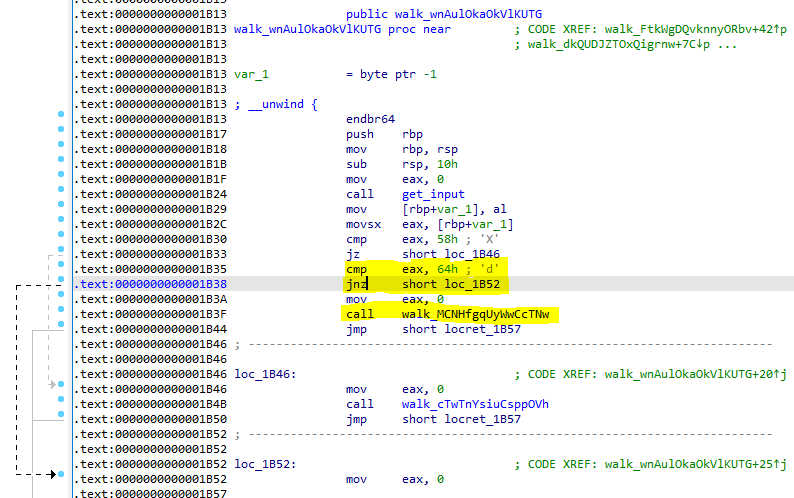 .text:0000000000001B13
.text:0000000000001B13 public walk_wnAulOkaOkVlKUTG
.text:0000000000001B13 walk_wnAulOkaOkVlKUTG proc near ; CODE XREF: walk_FtkWgDQvknnyORbv+42↑p
.text:0000000000001B13 ; walk_dkQUDJZTOxQigrnw+7C↓p ...
.text:0000000000001B13
.text:0000000000001B13 var_1 = byte ptr -1
.text:0000000000001B13
.text:0000000000001B13 ; __unwind {
.text:0000000000001B13 endbr64
.text:0000000000001B17 push rbp
.text:0000000000001B18 mov rbp, rsp
.text:0000000000001B1B sub rsp, 10h
.text:0000000000001B1F mov eax, 0
.text:0000000000001B24 call get_input
.text:0000000000001B29 mov [rbp+var_1], al
.text:0000000000001B2C movsx eax, [rbp+var_1]
.text:0000000000001B30 cmp eax, 58h ; 'X'
.text:0000000000001B33 jz short loc_1B46
.text:0000000000001B35 cmp eax, 64h ; 'd'
.text:0000000000001B38 jnz short loc_1B52
.text:0000000000001B3A mov eax, 0
.text:0000000000001B3F call walk_MCNHfgqUyWwCcTNw
.text:0000000000001B44 jmp short locret_1B57
.text:0000000000001B46 ; ---------------------------------------------------------------------------
.text:0000000000001B46
.text:0000000000001B46 loc_1B46: ; CODE XREF: walk_wnAulOkaOkVlKUTG+20↑j
.text:0000000000001B46 mov eax, 0
.text:0000000000001B4B call walk_cTwTnYsiuCsppOVh
.text:0000000000001B50 jmp short locret_1B57
.text:0000000000001B52 ; ---------------------------------------------------------------------------
.text:0000000000001B52
.text:0000000000001B52 loc_1B52: ; CODE XREF: walk_wnAulOkaOkVlKUTG+25↑j
.text:0000000000001B52 mov eax, 0
.text:0000000000001B57